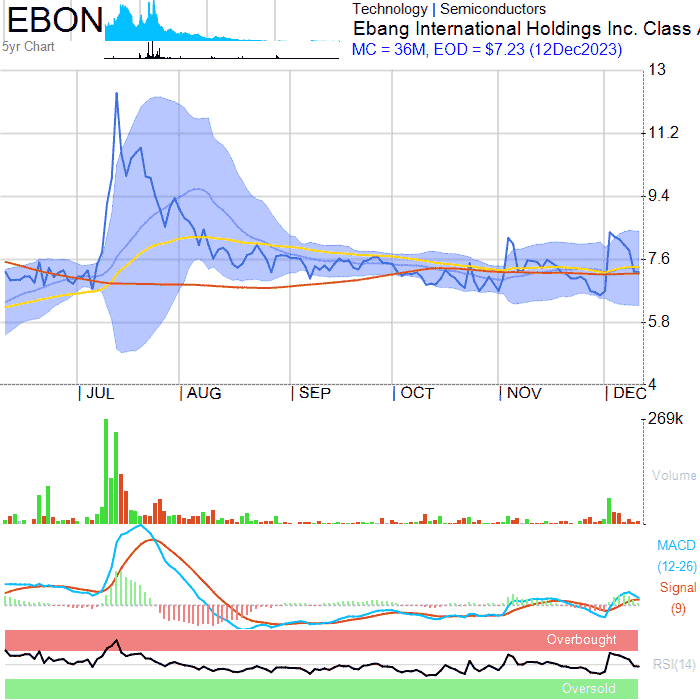 EBON
5yr Chart
Technology | Semiconductors
Ebang International Holdings Inc. Class A
MC = 36M, EOD = $7.23 (12Dec2023)
13
11.2
9.4
7.6
5.8
4
| JUL | AUG | SEP | OCT | NOV | DEC
269k
Volume
MACD
(12-26)
Signal
(9)
Overbought
RSI(14)
Oversold